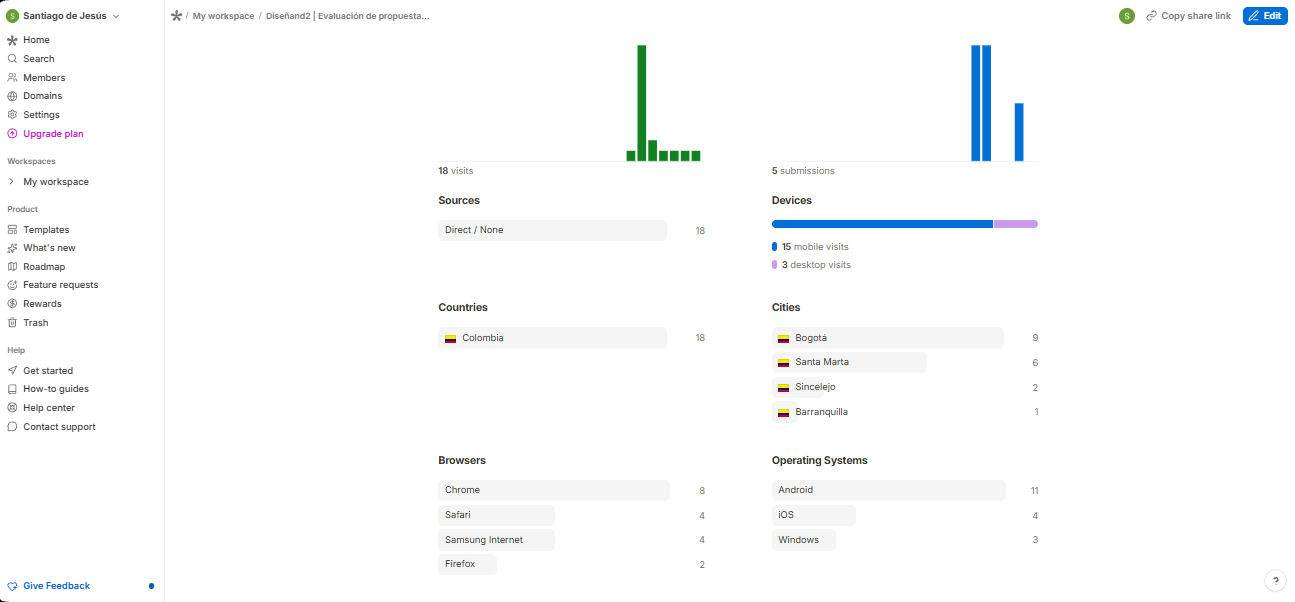 S Santiago de Jesús
Home
Search
Members
Domains
Settings
Upgrade plan
Workspaces
My workspace
Product
Templates
What's new
Roadmap
Feature requests
Rewards
Trash
Help
Get started
How-to guides
Help center
Contact support
Give Feedback
/ My workspace / Diseñand2 | Evaluación de propuesta...
S Copy share link Edit
18 visits
5 submissions
Sources
Direct / None 18
Devices
15 mobile visits
3 desktop visits
Countries
Colombia 18
Cities
Bogotá 9
Santa Marta 6
Sincelejo 2
Barranquilla 1
Browsers
Chrome 8
Safari 4
Samsung Internet 4
Firefox 2
Operating Systems
Android 11
iOS 4
Windows 3
?